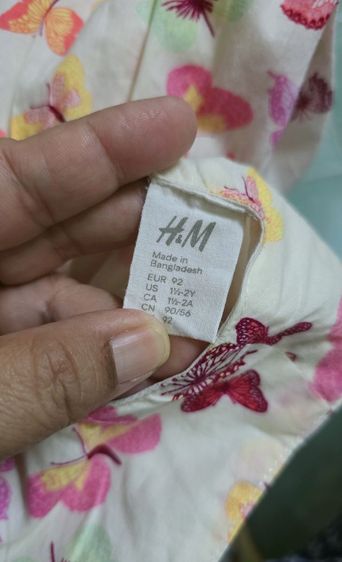 H&M
Made in
Bangladesh
EUR 92
US 1½-2Y
CA 1½-2A
CN 90/56
92